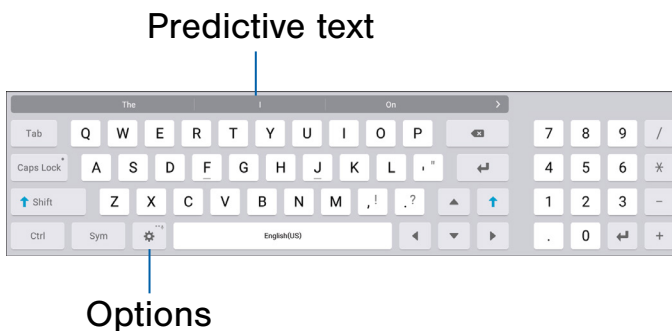 Predictive text
The I On >
Tab Q W E R T Y U I O P 7 8 9 /
Caps Lock A S D F G H J K L ' " 4 5 6 *
Shift Z X C V B N M , ! . ? 1 2 3 -
Ctrl Sym English(US) . 0 +
Options